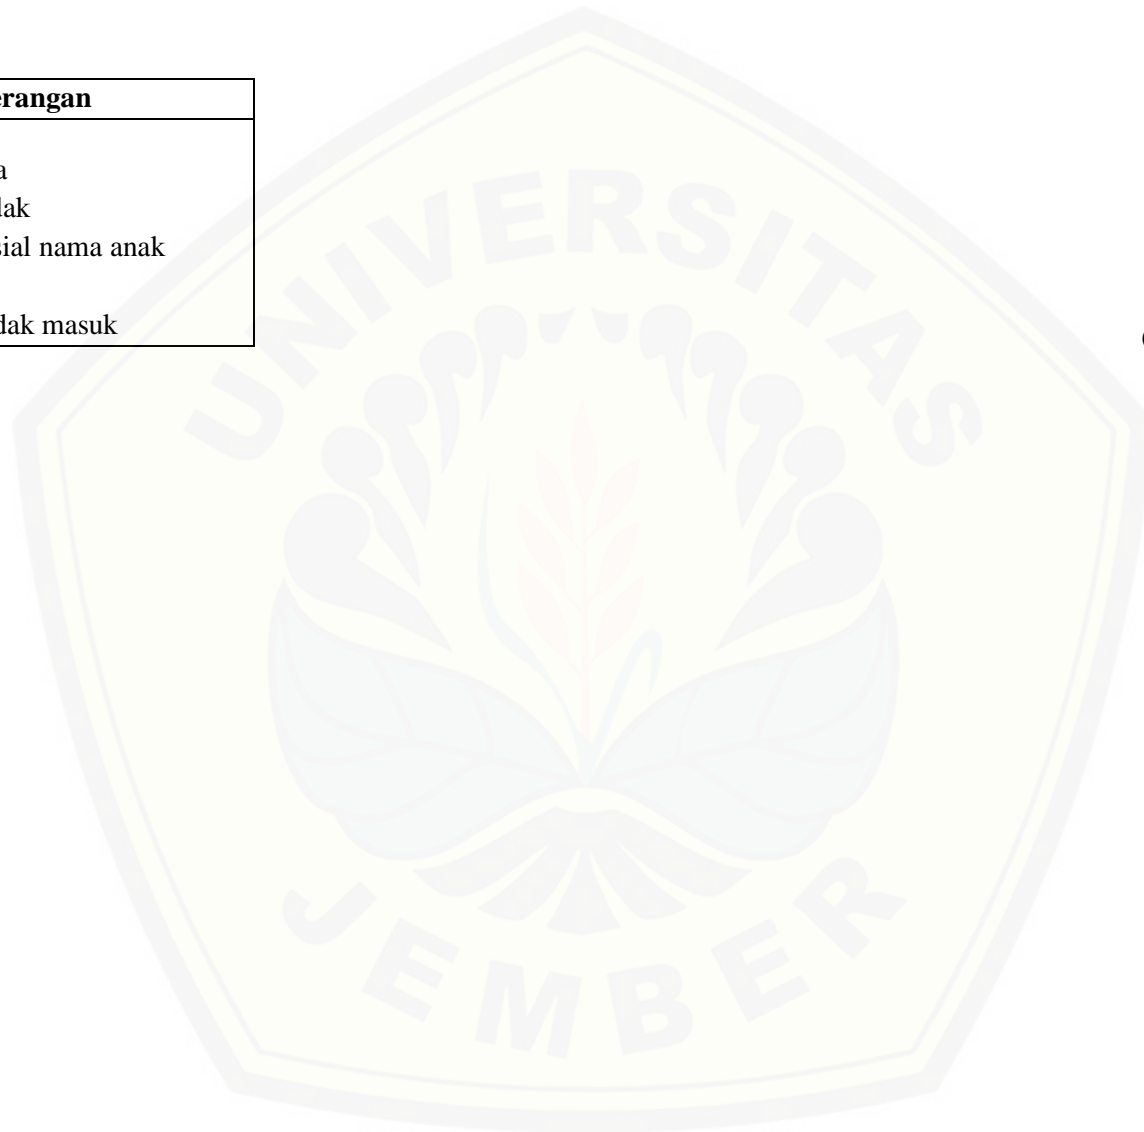 erangan
a
dak
sial nama anak
dak masuk
UNIVERSITAS
JEMBER